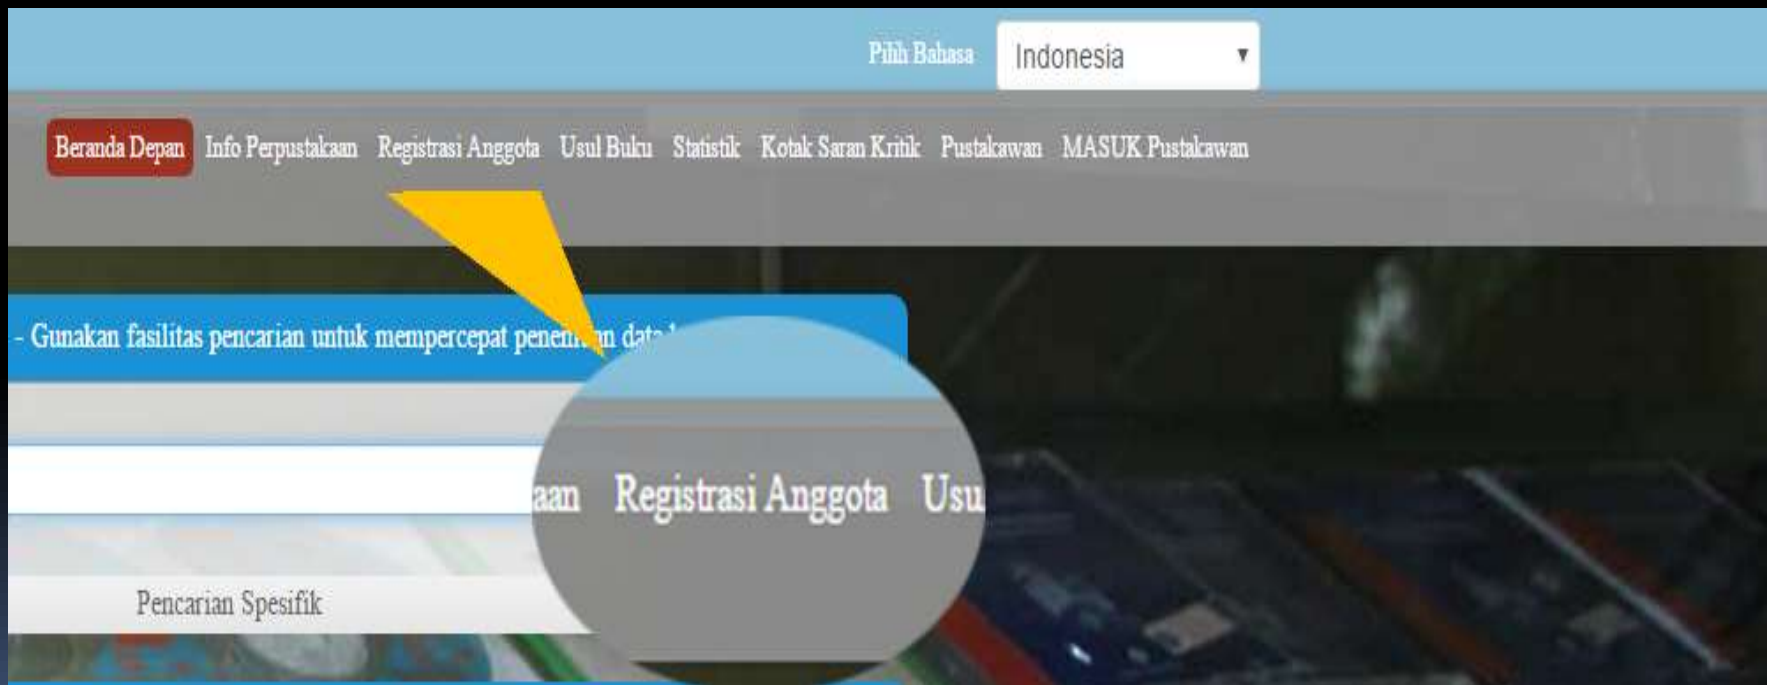 Pilih Bahasa Indonesia
Beranda Depan Info Perpustakaan Registrasi Anggota Usul Buku Statistik Kotak Saran Kritik Pustakawan MASUK Pustakawan
- Gunakan fasilitas pencarian untuk mempercepat
aan Registrasi Anggota Usu
Pencarian Spesifik